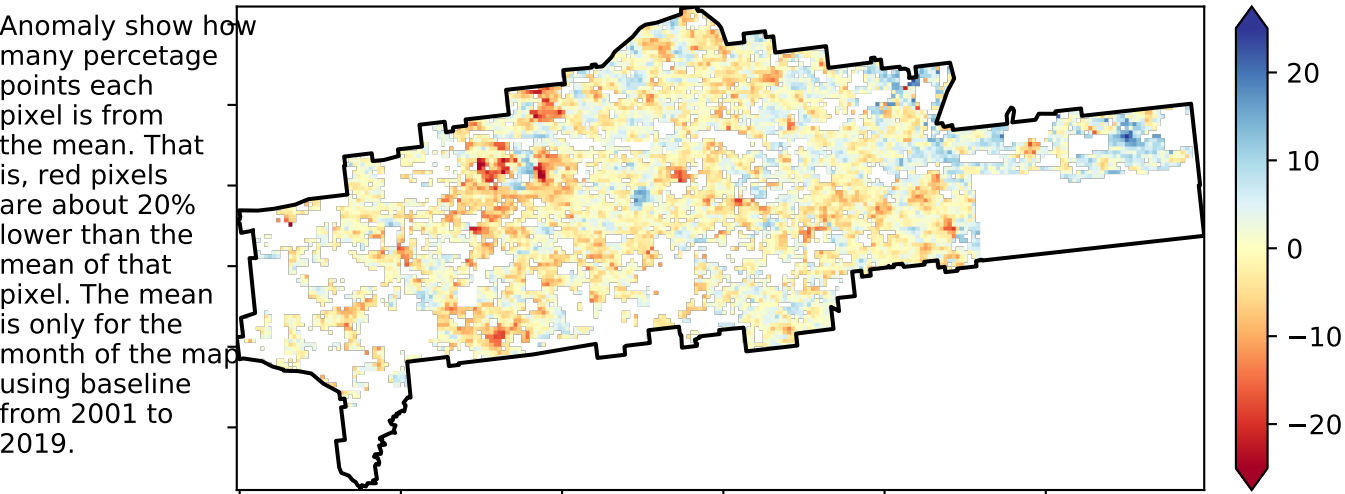 Anomaly show how
many percetage
points each
pixel is from
the mean. That
is, red pixels
are about 20%
lower than the
mean of that
pixel. The mean
is only for the
month of the map
using baseline
from 2001 to
2019.
20
10
0
−10
−20